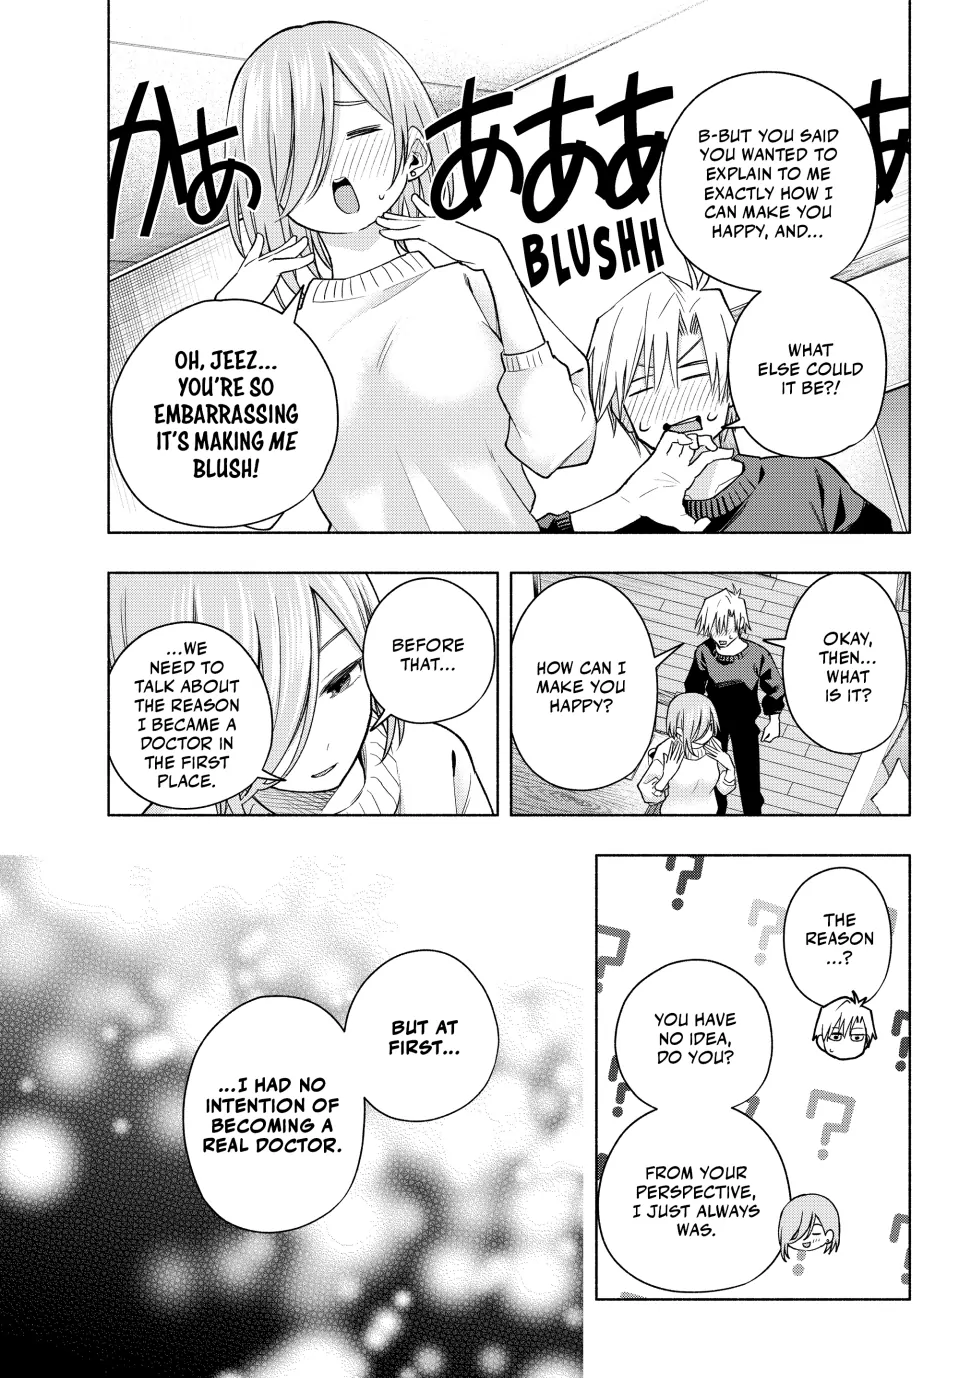 B-BUT YOU SAID
YOU WANTED TO
EXPLAIN TO ME
EXACTLY HOW I
CAN MAKE YOU
HAPPY, AND...
WHAT
ELSE COULD
IT BE?!
かあ
あああ
あ
BLUSHH
OH, JEEZ...
YOU'RE SO
EMBARRASSING
IT'S MAKING ME
BLUSH!
OKAY,
THEN...
WHAT
IS IT?
HOW CAN I
MAKE YOU
HAPPY?
BEFORE
THAT...
...WE
NEED TO
TALK ABOUT
THE REASON
I BECAME A
DOCTOR IN
THE FIRST
PLACE.
THE
REASON
...?
YOU HAVE
NO IDEA,
DO YOU?
FROM YOUR
PERSPECTIVE,
I JUST ALWAYS
WAS.
? ? ? ? ? ? ? ? ?
BUT AT
FIRST...
...I HAD NO
INTENTION OF
BECOMING A
REAL DOCTOR.